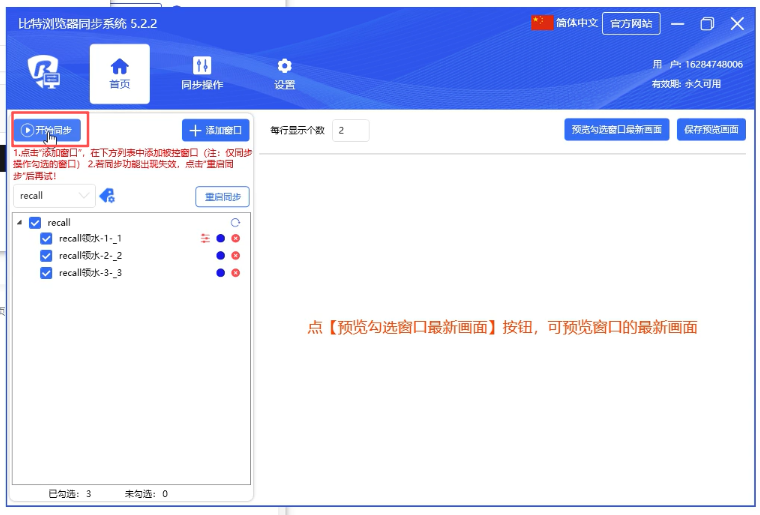 比特浏览器同步系统 5.2.2
简体中文
官方网站
首页
同步操作
设置
用 户: 16284748006
有效期: 永久可用
开始同步
添加窗口
每行显示个数
2
预览勾选窗口最新画面
保存预览画面
1.点击"添加窗口"，在下方列表中添加被控窗口（注：仅同步
操作勾选的窗口） 2.若同步功能出现失效，点击"重启同
步"后再试!
recall
重启同步
recall
recall领水-1-_1
recall领水-2-_2
recall领水-3-_3
点【预览勾选窗口最新画面】按钮，可预览窗口的最新画面
已勾选: 3
未勾选: 0